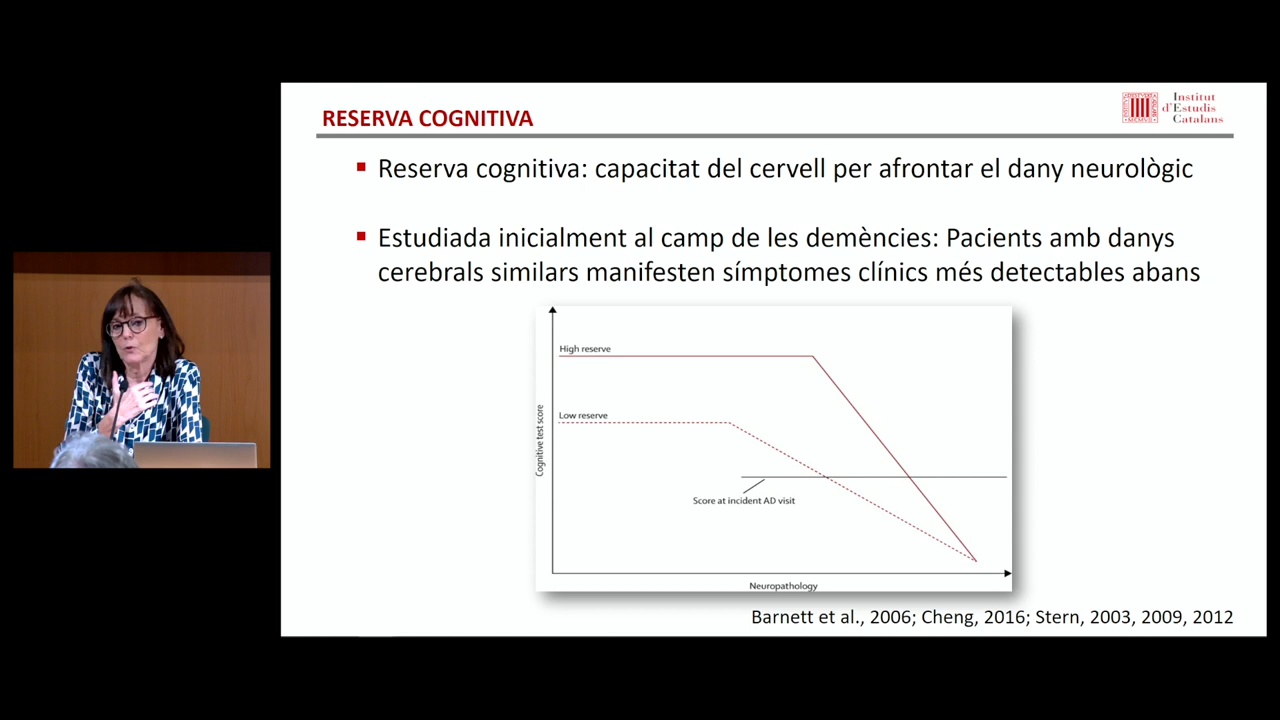 RESERVA COGNITIVA
Institut
d'Estudis
Catalans
Reserva cognitiva: capacitat del cervell per afrontar el dany neurològic
Estudiada inicialment al camp de les demències: Pacients amb danys
cerebrals similars manifesten símptomes clínics més detectables abans
High reserve
Low reserve
Cognitive test score
Score at incident AD visit
Neuropathology
Barnett et al., 2006; Cheng, 2016; Stern, 2003, 2009, 2012